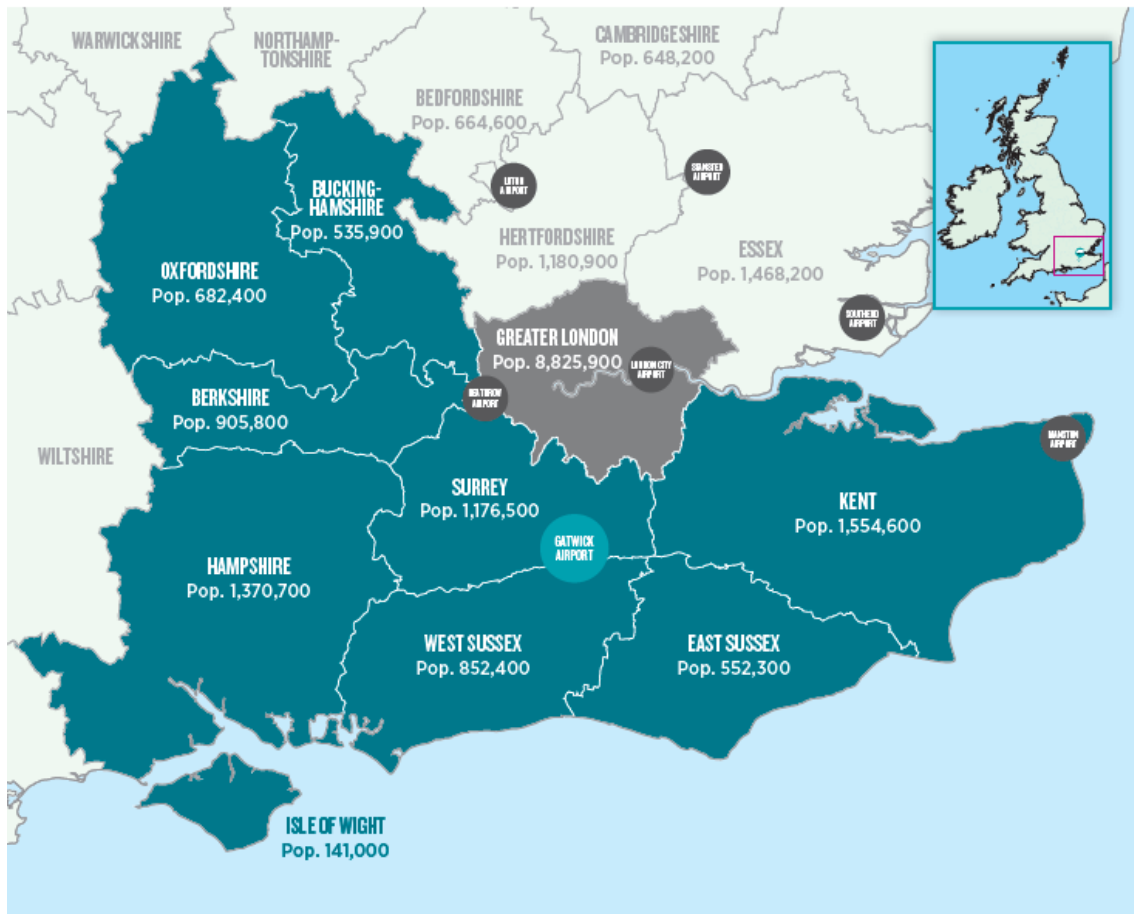 WARWICKSHIRE
NORTHAMP-
TONSHIRE
CAMBRIDGESHIRE
Pop. 648,200
BEDFORDSHIRE
Pop. 664,600
LUTON
AIRPORT
STANSTED
AIRPORT
BUCKING-
HAMSHIRE
Pop. 535,900
HERTFORDSHIRE
Pop. 1,180,900
ESSEX
Pop. 1,468,200
OXFORDSHIRE
Pop. 682,400
SOUTHEND
AIRPORT
GREATER LONDON
Pop. 8,825,900
LONDON CITY
AIRPORT
BERKSHIRE
Pop. 905,800
HEATHROW
AIRPORT
MANSTON
AIRPORT
WILTSHIRE
SURREY
Pop. 1,176,500
KENT
Pop. 1,554,600
GATWICK
AIRPORT
HAMPSHIRE
Pop. 1,370,700
WEST SUSSEX
Pop. 852,400
EAST SUSSEX
Pop. 552,300
ISLE OF WIGHT
Pop. 141,000